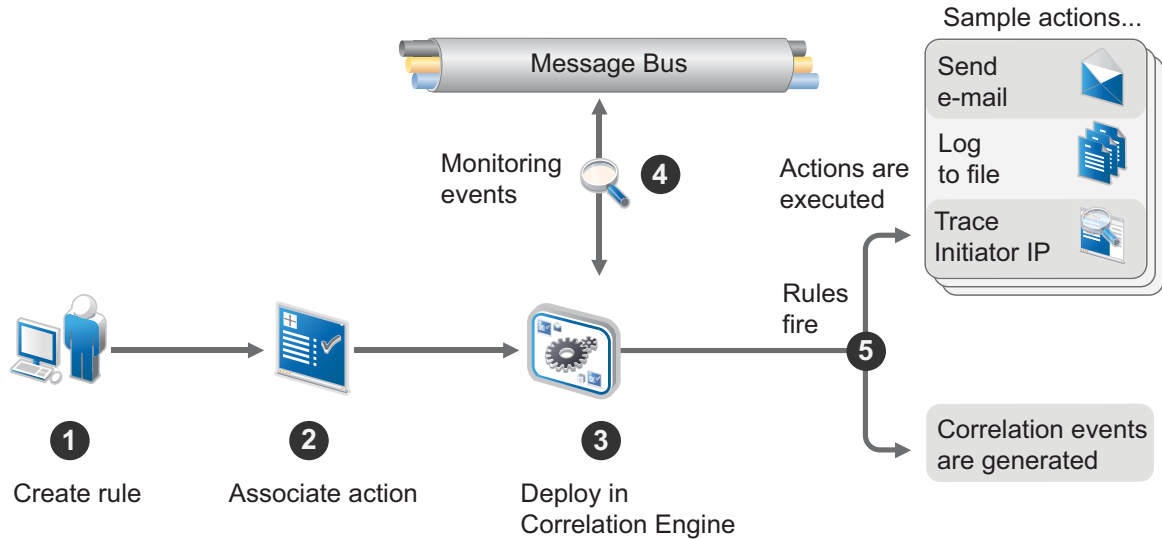 Sample actions...
Message Bus
Send
e-mail
Log
to file
Trace
Initiator IP
Monitoring
events
4
Actions are
executed
Rules
fire
5
1
Create rule
2
Associate action
3
Deploy in
Correlation Engine
Correlation events
are generated